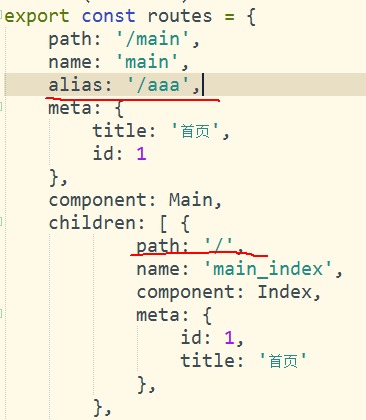 export const routes = {
path: '/main',
name: 'main',
alias: '/aaa',
meta: {
title: '首页',
id: 1
},
component: Main,
children: [ {
path: '/',
name: 'main_index',
component: Index,
meta: {
id: 1,
title: '首页'
},
},